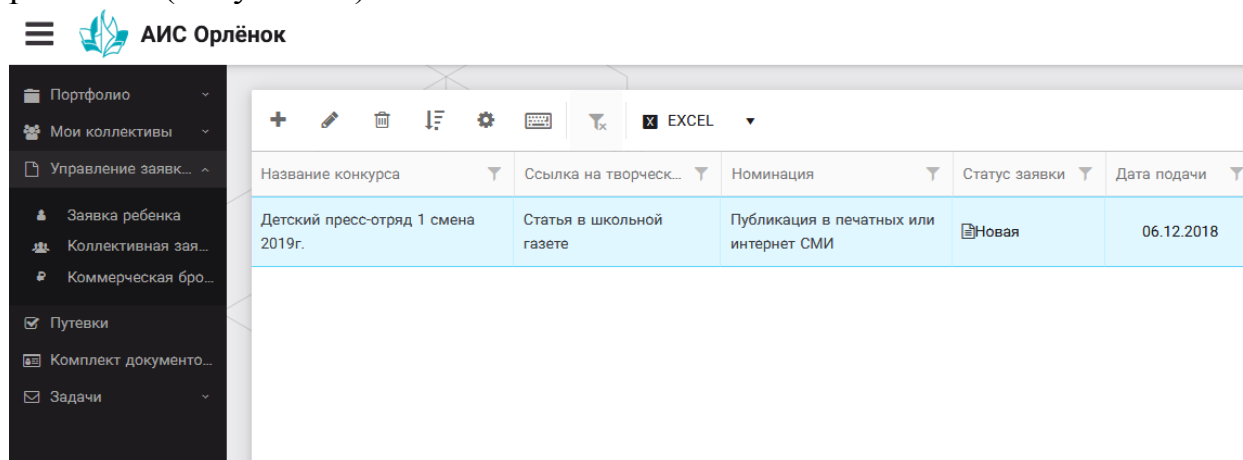 АИС Орлёнок
Портфолио
Мои коллективы
Управление заявк...
Заявка ребенка
Коллективная зая...
Коммерческая бро...
Путевки
Комплект документо...
Задачи
EXCEL
Название конкурса Ссылка на творческ... Номинация Статус заявки Дата подачи
Детский пресс-отряд 1 смена Статья в школьной Публикация в печатных или Новая 06.12.2018
2019г. газете интернет СМИ